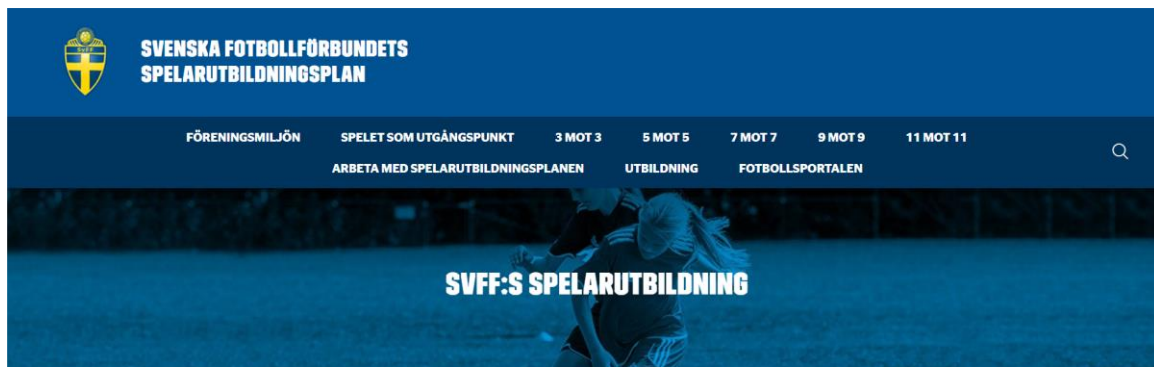 SVFF
SVENSKA FOTBOLLFÖRBUNDETS
SPELARUTBILDNINGSPLAN
FÖRENINGSMILJÖN SPELET SOM UTGÅNGSPUNKT 3 MOT 3 5 MOT 5 7 MOT 7 9 MOT 9 11 MOT 11
ARBETA MED SPELARUTBILDNINGSPLANEN UTBILDNING FOTBOLLSPORTALEN
SVFF:S SPELARUTBILDNING